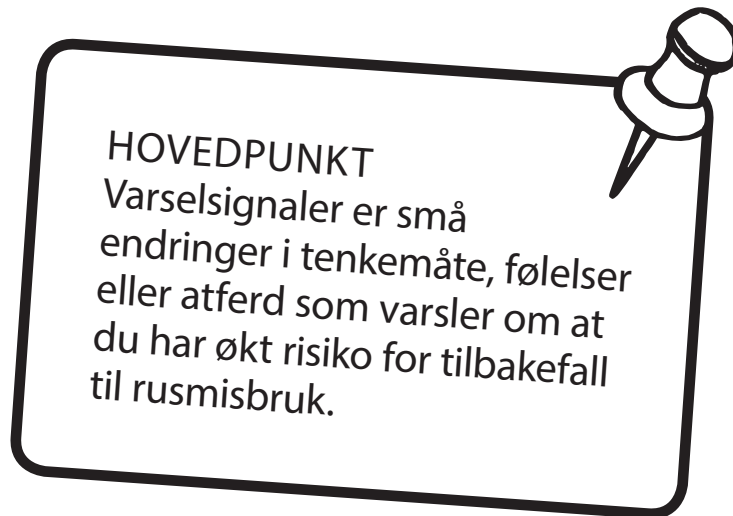 HOVEDPUNKT
Varselsignaler er små
endringer i tenkemåte, følelser
eller atferd som varsler om at
du har økt risiko for tilbakefall
til rusmisbruk.